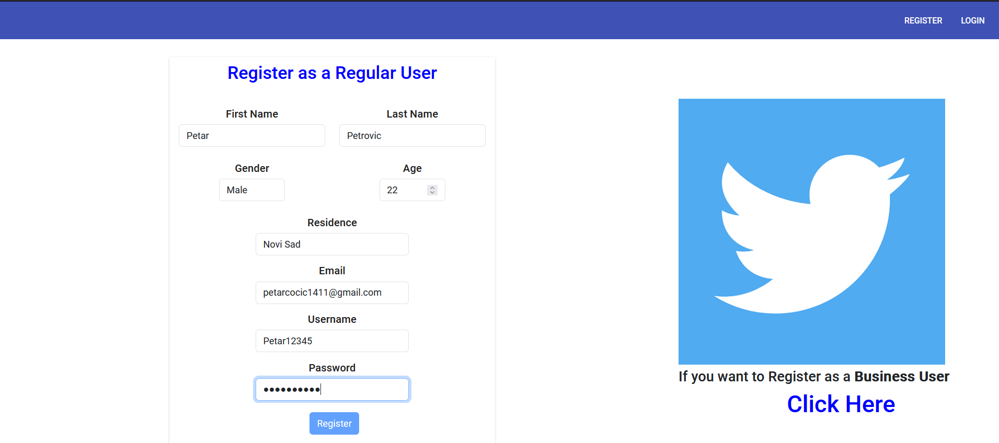 REGISTER LOGIN
Register as a Regular User
First Name Last Name
Petar Petrovic
Gender Age
Male 22
Residence
Novi Sad
Email
petarcocic1411@gmail.com
Username
Petar12345
Password
••••••••••
Register
If you want to Register as a Business User
Click Here